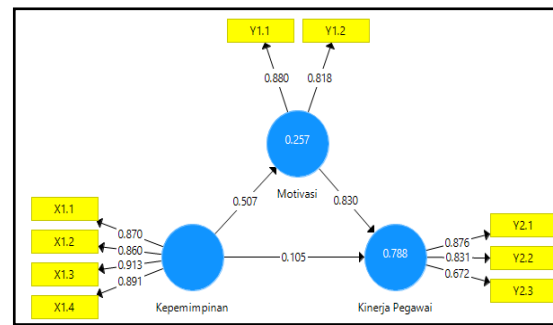 Y1.1 Y1.2
0.880 0.818
0.257
Motivasi
0.507 0.830
X1.1
X1.2
X1.3
X1.4
0.870
0.860
0.913
0.891
Kepemimpinan
0.105
0.788
Kinerja Pegawai
0.876
0.831
0.672
Y2.1
Y2.2
Y2.3